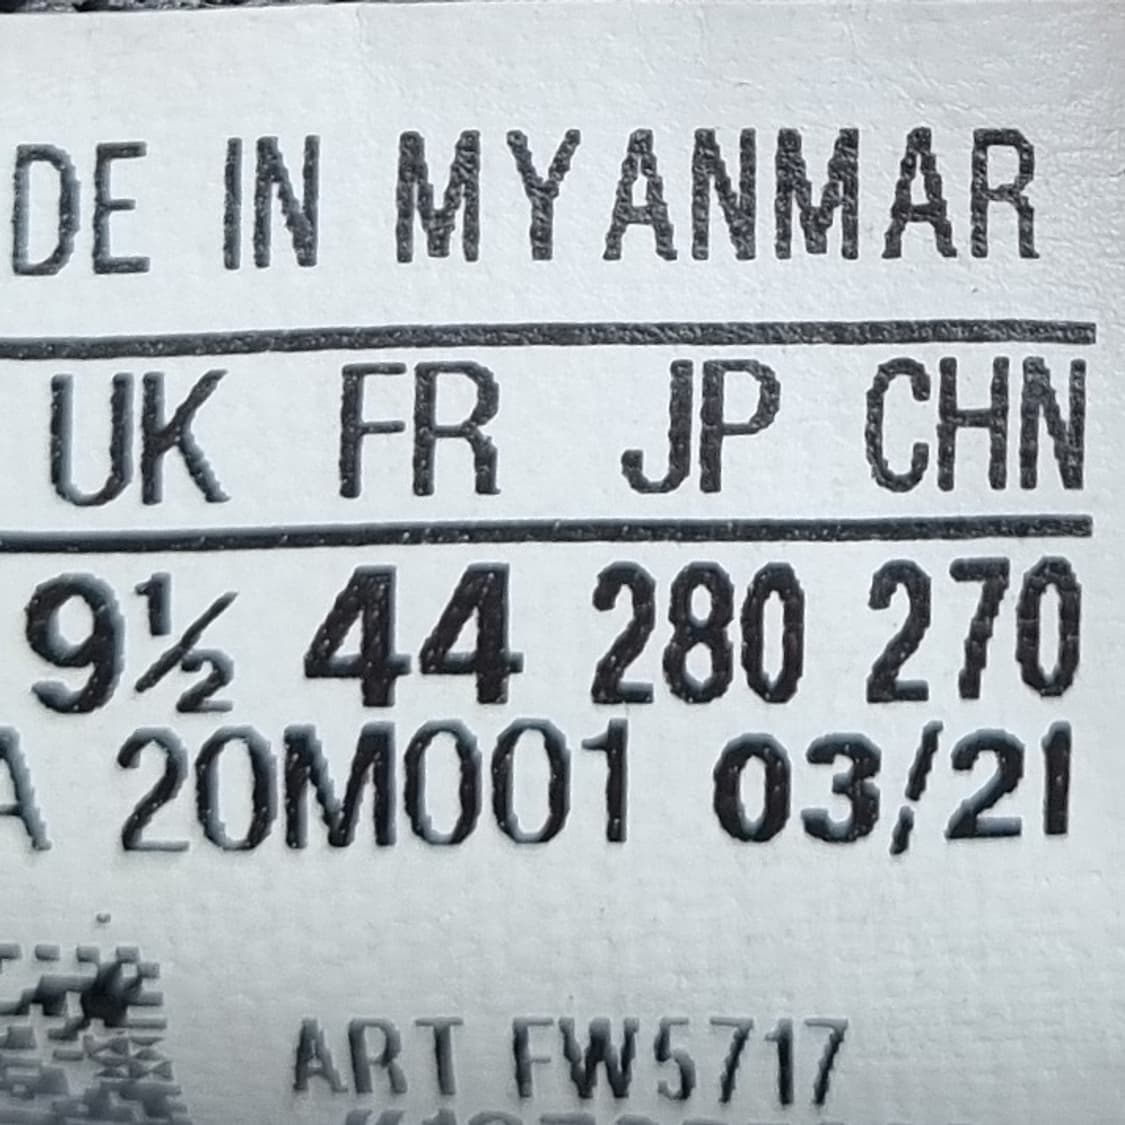 DE IN MYANMAR
UK FR JP CHN
9½ 44 280 270
A 20M001 03/21
ART FW5717